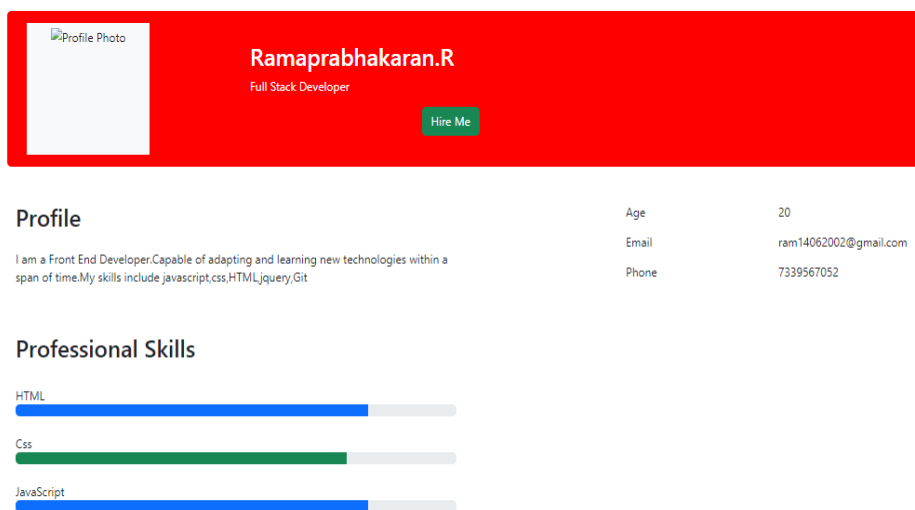 Profile Photo
Ramaprabhakaran.R
Full Stack Developer
Hire Me
Profile
I am a Front End Developer.Capable of adapting and learning new technologies within a
span of time.My skills include javascript,css,HTML,jquery,Git
Age 20
Email ram14062002@gmail.com
Phone 7339567052
Professional Skills
HTML
Css
JavaScript